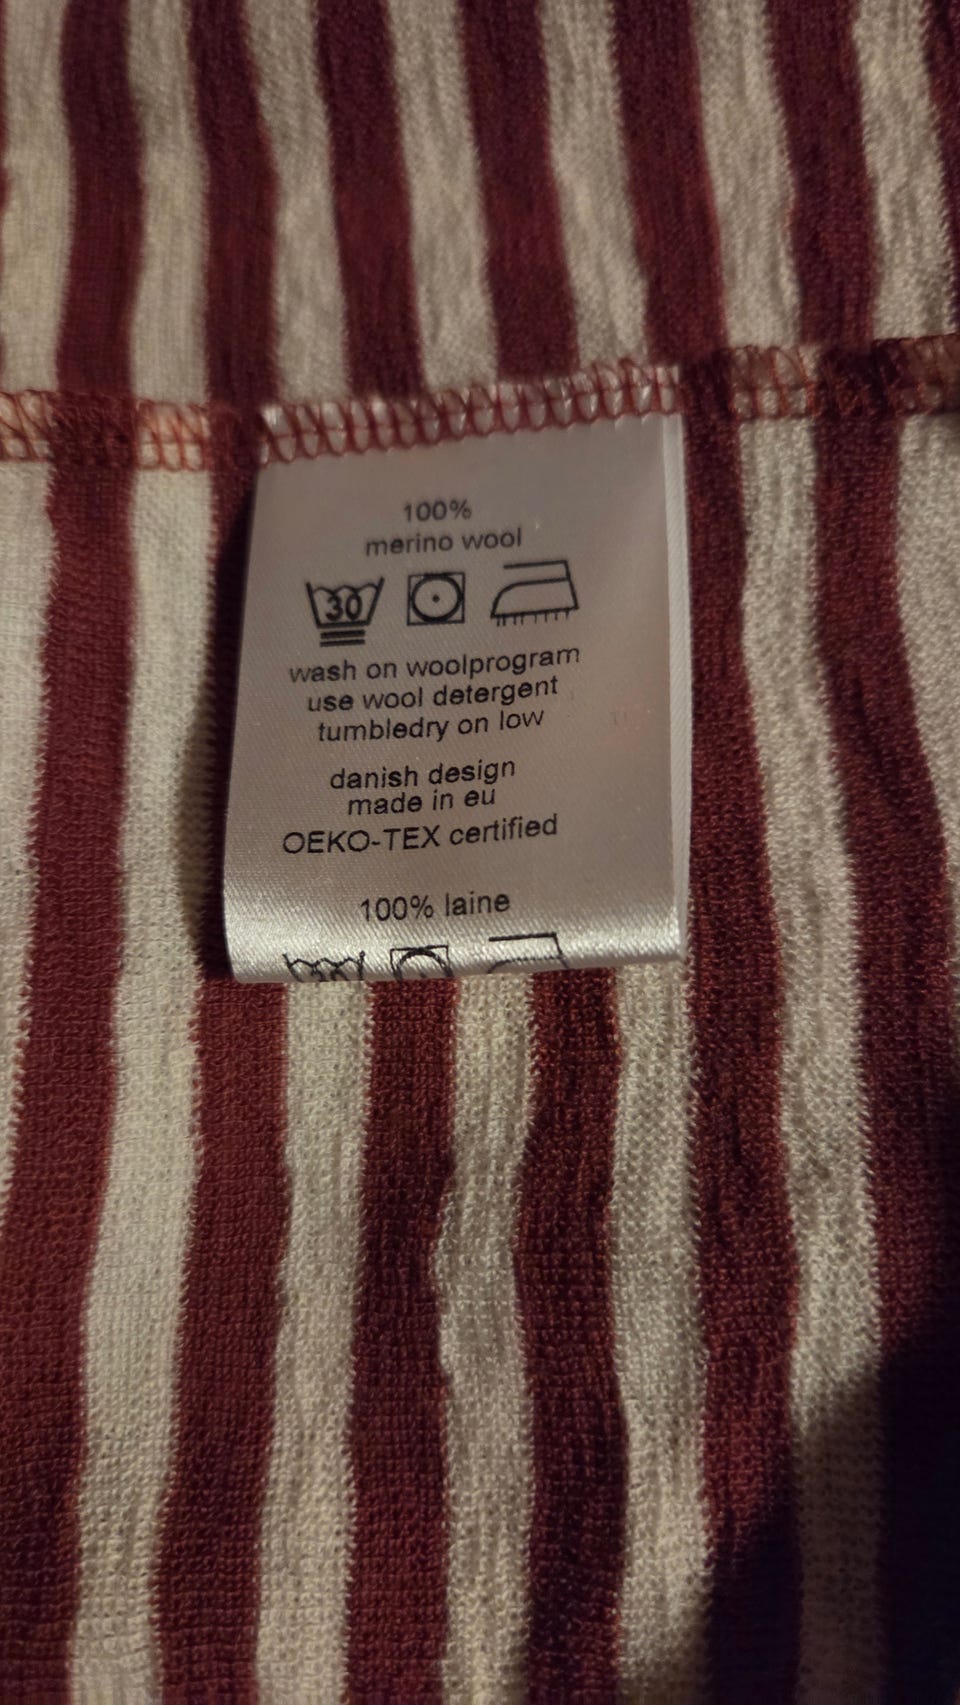 100%
merino wool
30
wash on woolprogram
use wool detergent
tumbledry on low
danish design
made in eu
OEKO-TEX certified
100% laine